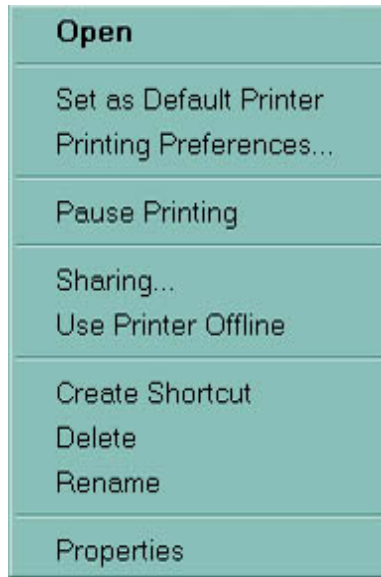 Open
Set as Default Printer
Printing Preferences...
Pause Printing
Sharing...
Use Printer Offline
Create Shortcut
Delete
Rename
Properties